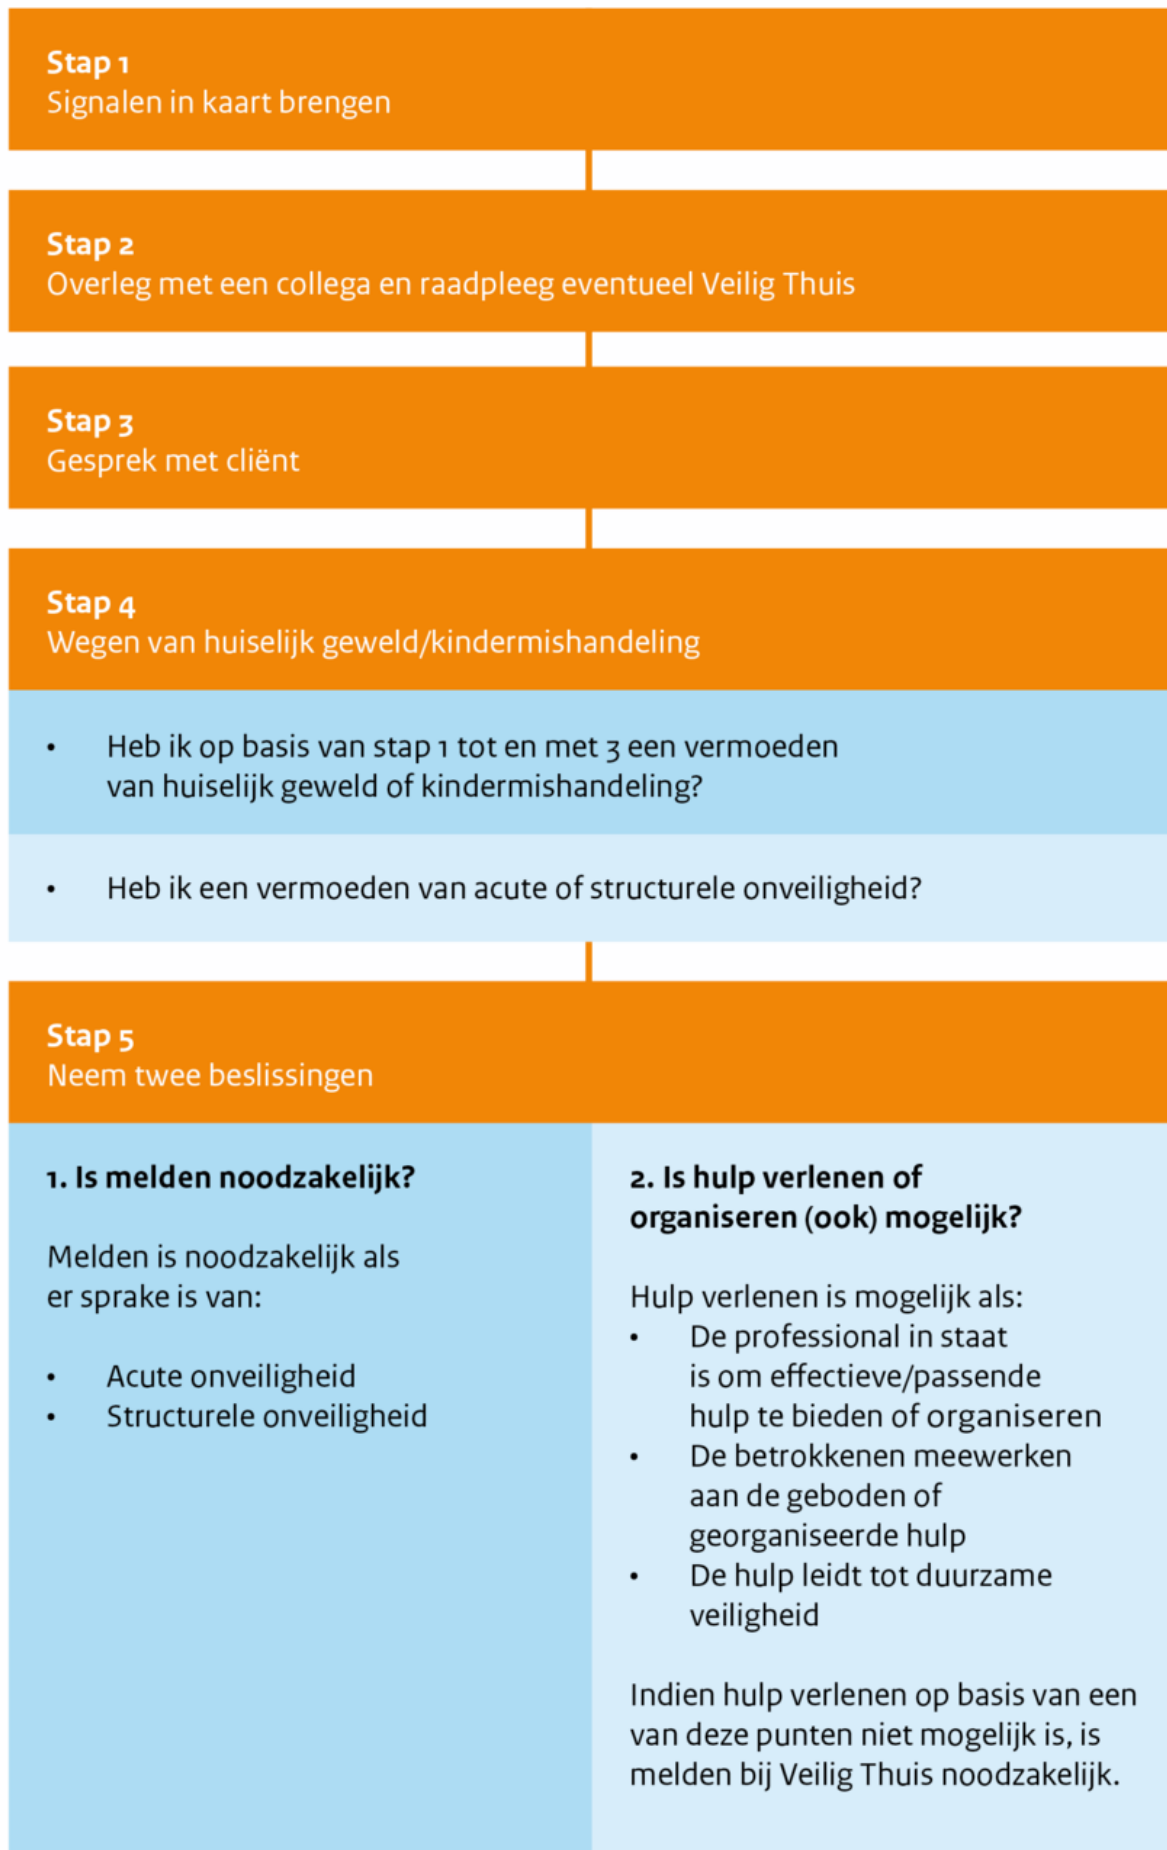 Stap 1
Signalen in kaart brengen
Stap 2
Overleg met een collega en raadpleeg eventueel Veilig Thuis
Stap 3
Gesprek met cliënt
Stap 4
Wegen van huiselijk geweld/kindermishandeling
• Heb ik op basis van stap 1 tot en met 3 een vermoeden
van huiselijk geweld of kindermishandeling?
• Heb ik een vermoeden van acute of structurele onveiligheid?
Stap 5
Neem twee beslissingen
1. Is melden noodzakelijk?
Melden is noodzakelijk als
er sprake is van:
• Acute onveiligheid
• Structurele onveiligheid
2. Is hulp verlenen of
organiseren (ook) mogelijk?
Hulp verlenen is mogelijk als:
• De professional in staat
is om effectieve/passende
hulp te bieden of organiseren
• De betrokkenen meewerken
aan de geboden of
georganiseerde hulp
• De hulp leidt tot duurzame
veiligheid
Indien hulp verlenen op basis van een
van deze punten niet mogelijk is, is
melden bij Veilig Thuis noodzakelijk.